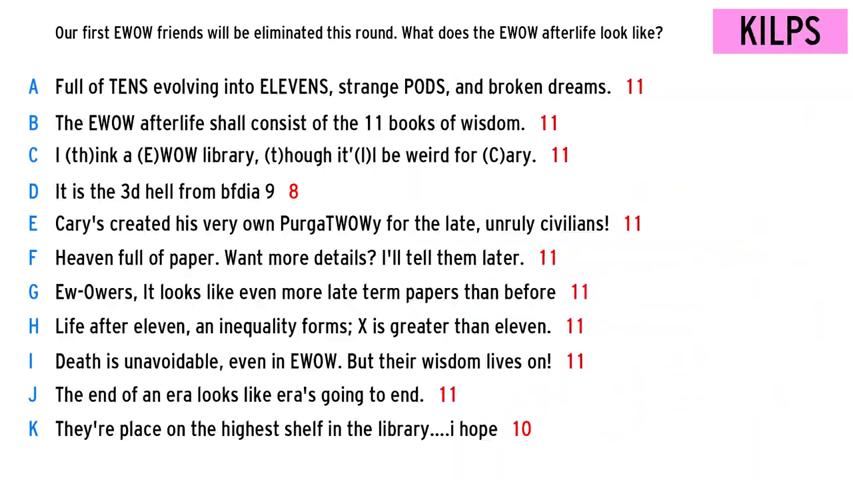 Our first EWOW friends will be eliminated this round. What does the EWOW afterlife look like?
KILPS
A Full of TENS evolving into ELEVENS, strange PODS, and broken dreams. 11
B The EWOW afterlife shall consist of the 11 books of wisdom. 11
C I (th)ink a (E)WOW library, (t)hough it'(l)l be weird for (C)ary. 11
D It is the 3d hell from bfdia 9 8
E Cary's created his very own PurgaTWOWy for the late, unruly civilians! 11
F Heaven full of paper. Want more details? I'll tell them later. 11
G Ew-Owers, It looks like even more late term papers than before 11
H Life after eleven, an inequality forms; X is greater than eleven. 11
I Death is unavoidable, even in EWOW. But their wisdom lives on! 11
J The end of an era looks like era's going to end. 11
K They're place on the highest shelf in the library....i hope 10